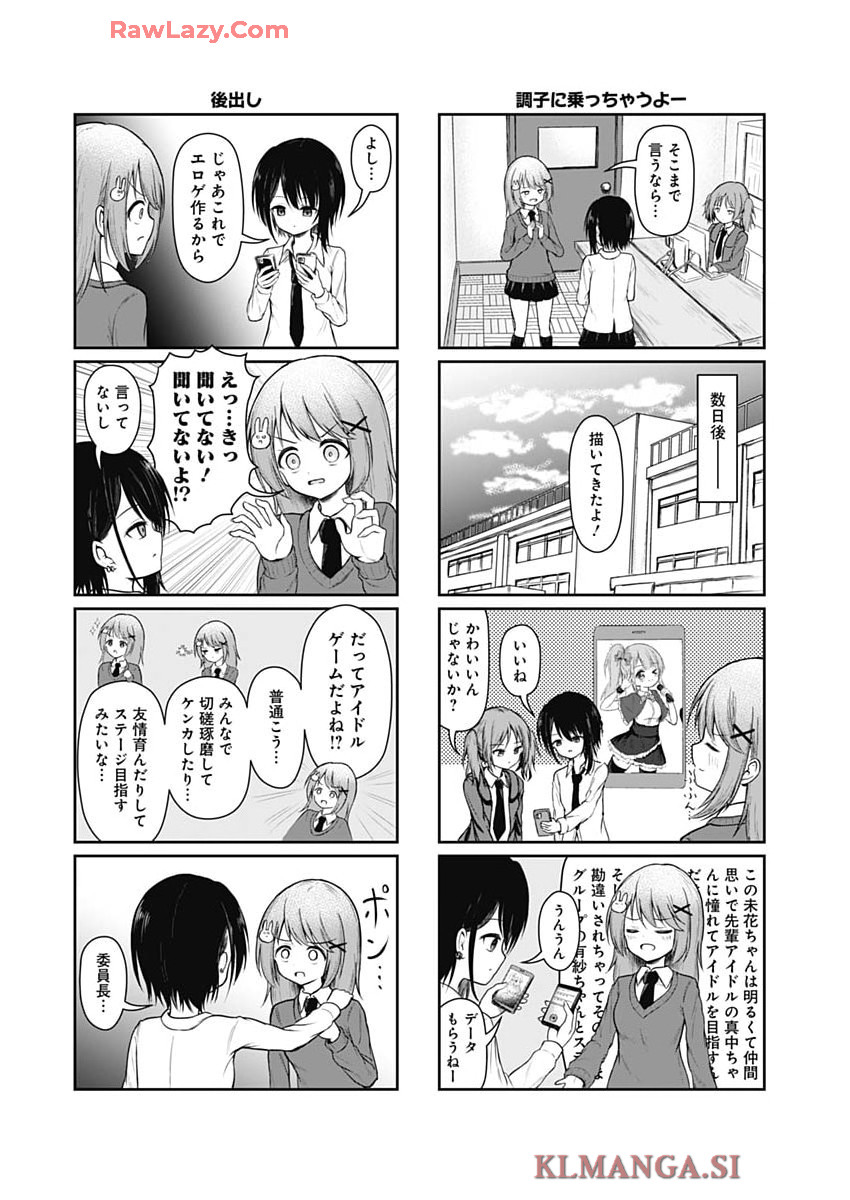 RawLazy.Com
調子に乗っちゃうよー
そこまで
言うなら…
数日後──
描いてきたよ！
いいね
かわいいん
じゃないか？
ふふん
この未花ちゃんは明るくて仲間
思いで先輩アイドルの真中ちゃ
んに憧れてアイドルを目指す
だ
そし
勘違いされちゃってその
グループの有紗ちゃんとス
うんうん
データ
もらうねー
後出し
よし…
じゃあこれで
エロゲ作るから
えっ…きっ
聞いてない！
聞いてないよ!?
言って
ないし
だってアイドル
ゲームだよね!?
普通こう…
みんなで
切磋琢磨して
ケンカしたり…
友情育んだりして
ステージ目指す
みたいな…
ポン…
委員長…
KLMANGA.SI